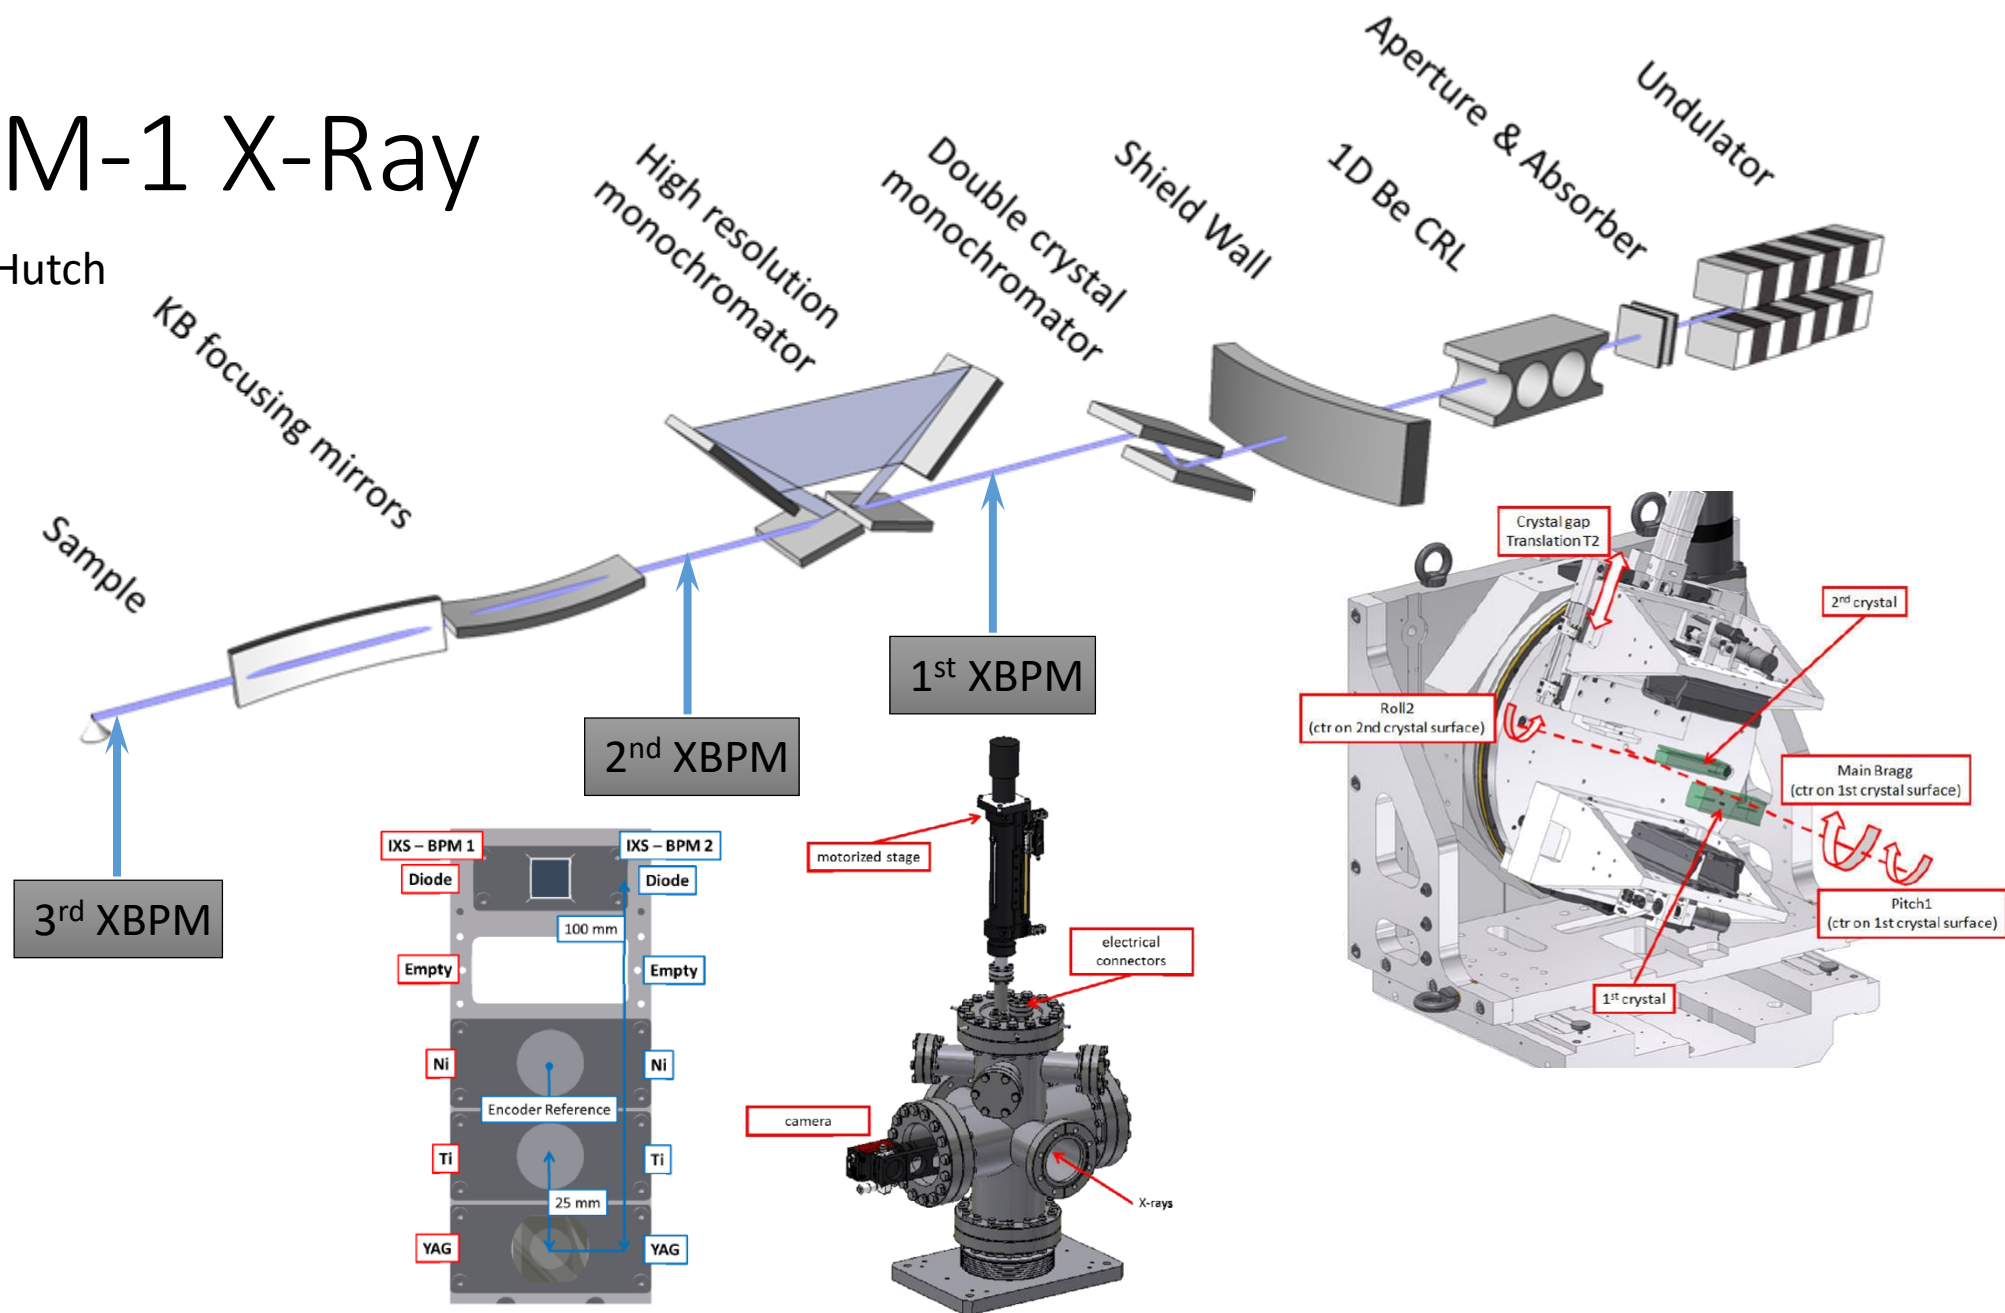 M-1 X-Ray
Hutch
Sample
KB focusing mirrors
High resolution
monochromator
Double crystal
monochromator
Shield Wall
1D Be CRL
Aperture & Absorber
Undulator
1st XBPM
2nd XBPM
3rd XBPM
IXS – BPM 1
IXS – BPM 2
Diode
Diode
100 mm
Empty
Empty
Ni
Ni
Encoder Reference
Ti
Ti
25 mm
YAG
YAG
motorized stage
electrical
connectors
camera
X-rays
Crystal gap
Translation T2
2nd crystal
Roll2
(ctr on 2nd crystal surface)
Main Bragg
(ctr on 1st crystal surface)
Pitch1
(ctr on 1st crystal surface)
1st crystal